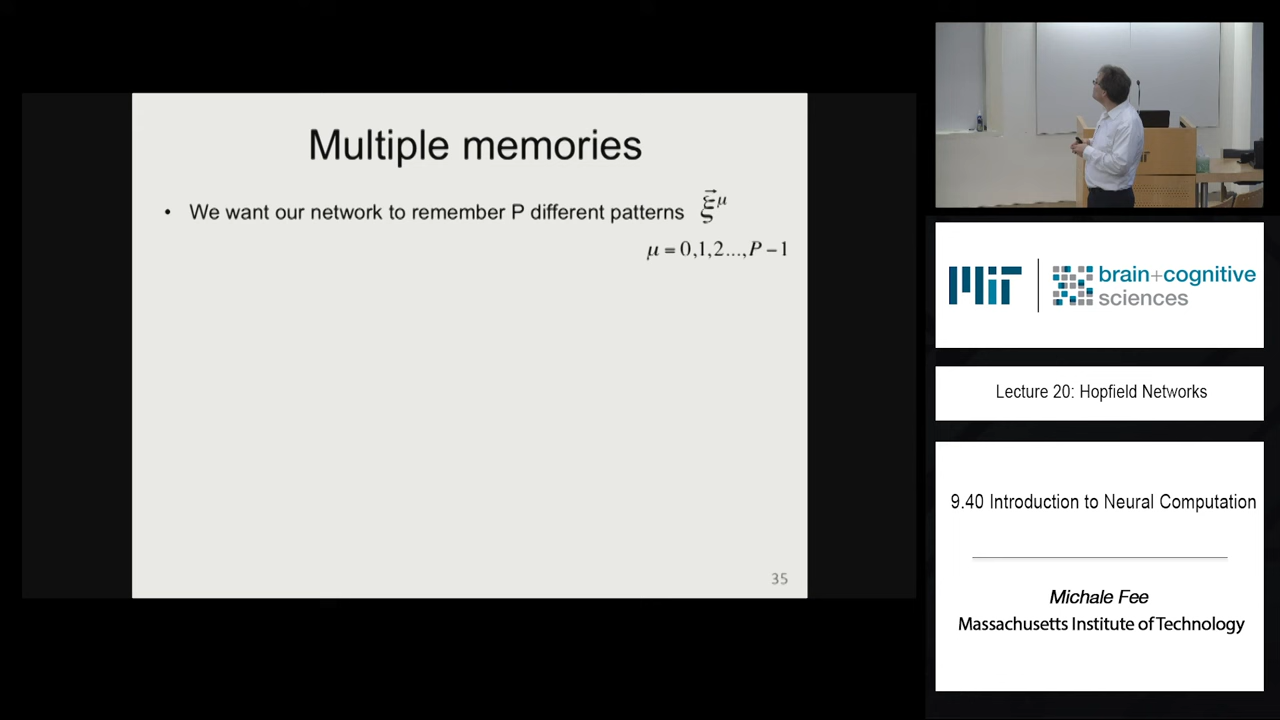 Multiple memories
• We want our network to remember P different patterns ξ⃗^μ
μ = 0,1,2...,P − 1
35
MIT
brain+cognitive
sciences
Lecture 20: Hopfield Networks
9.40 Introduction to Neural Computation
Michale Fee
Massachusetts Institute of Technology